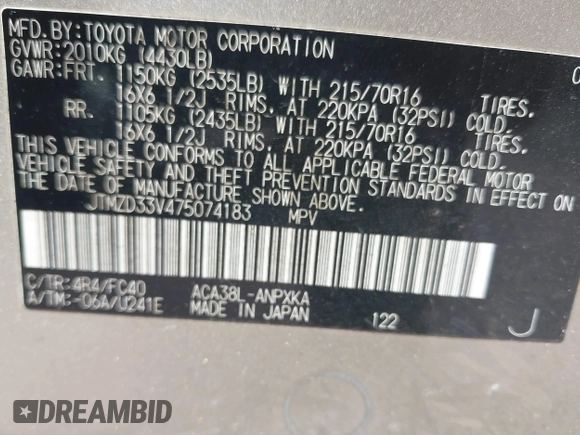 MFD.BY:TOYOTA MOTOR CORPORATION
GVWR:2010KG (4430LB)
GAWR:FRT. 1150KG (2535LB) WITH 215/70R16 TIRES.
16X6 1/2J RIMS. AT 220KPA (32PSI) COLD.
RR. 1105KG (2435LB) WITH 215/70R16 TIRES.
16X6 1/2J RIMS. AT 220KPA (32PSI) COLD.
THIS VEHICLE CONFORMS TO ALL APPLICABLE FEDERAL MOTOR
VEHICLE SAFETY AND THEFT PREVENTION STANDARDS IN EFFECT ON
THE DATE OF MANUFACTURE SHOWN ABOVE.
JTMZD33V475074183 MPV
C/TR:4R4/FC40 ACA38L-ANPXKA
A/TM:-06A/U241E MADE IN JAPAN 122 J
DREAMBID